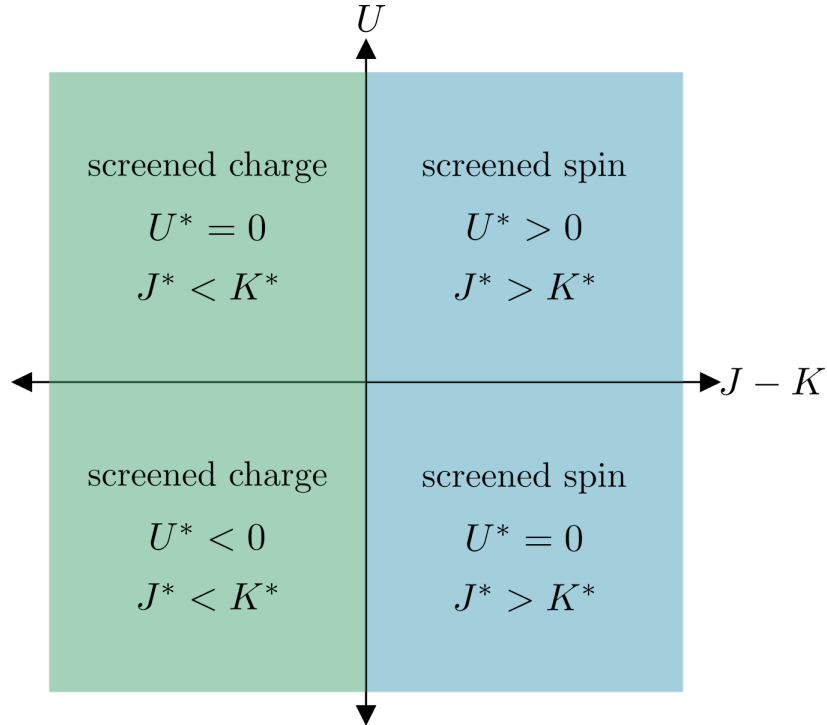 U
screened charge
U* = 0
J* < K*
screened spin
U* > 0
J* > K*
J − K
screened charge
U* < 0
J* < K*
screened spin
U* = 0
J* > K*